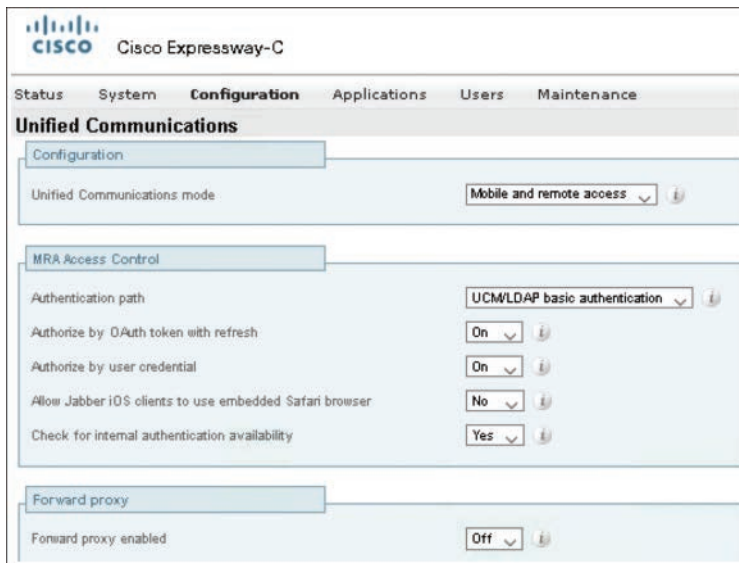 CISCO Cisco Expressway-C
Status System Configuration Applications Users Maintenance
Unified Communications
Configuration
Unified Communications mode Mobile and remote access i
MRA Access Control
Authentication path UCM/LDAP basic authentication i
Authorize by OAuth token with refresh On i
Authorize by user credential On i
Allow Jabber iOS clients to use embedded Safari browser No i
Check for internal authentication availability Yes i
Forward proxy
Forward proxy enabled Off i